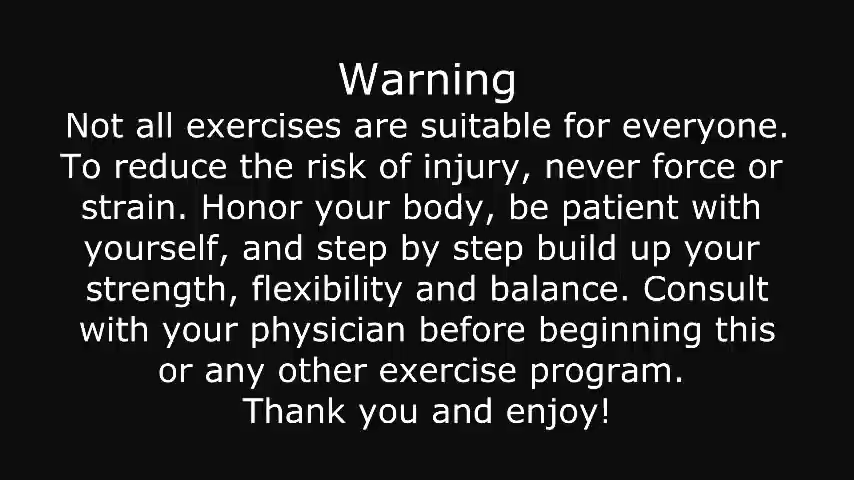 Warning
Not all exercises are suitable for everyone.
To reduce the risk of injury, never force or
strain. Honor your body, be patient with
yourself, and step by step build up your
strength, flexibility and balance. Consult
with your physician before beginning this
or any other exercise program.
Thank you and enjoy!